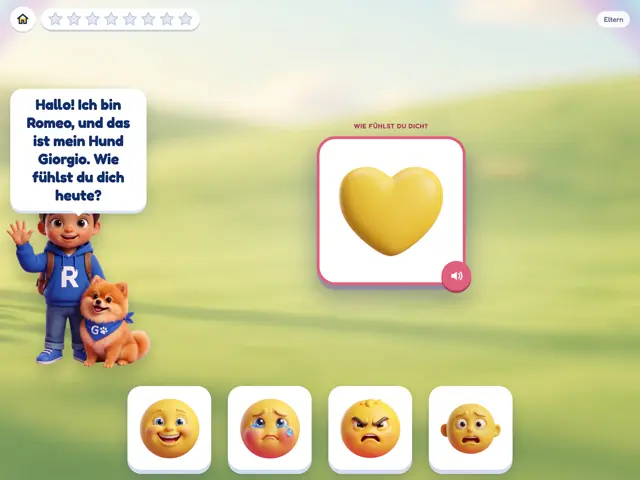 Eltern
Hallo! Ich bin
Romeo, und das
ist mein Hund
Giorgio. Wie
fühlst du dich
heute?
WIE FÜHLST DU DICH?
R
G